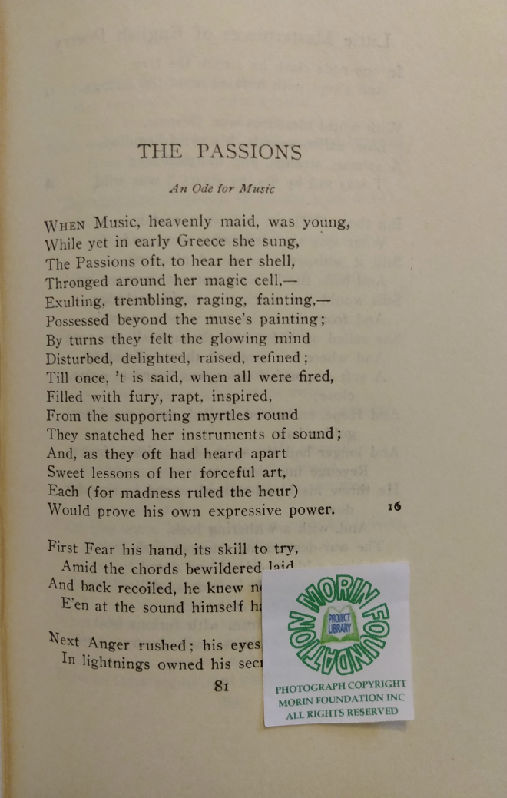 THE PASSIONS
An Ode for Music
WHEN Music, heavenly maid, was young,
While yet in early Greece she sung,
The Passions oft, to hear her shell,
Thronged around her magic cell,—
Exulting, trembling, raging, fainting,—
Possessed beyond the muse's painting;
By turns they felt the glowing mind
Disturbed, delighted, raised, refined;
Till once, 't is said, when all were fired,
Filled with fury, rapt, inspired,
From the supporting myrtles round
They snatched her instruments of sound;
And, as they oft had heard apart
Sweet lessons of her forceful art,
Each (for madness ruled the hour)
Would prove his own expressive power. 16
First Fear his hand, its skill to try,
Amid the chords bewildered laid
And back recoiled, he knew
E'en at the sound himself
Next Anger rushed; his eyes
In lightnings owned his
81
MORIN FOUNDATION
PROJECT
LIBRARY
PHOTOGRAPH COPYRIGHT
MORIN FOUNDATION INC
ALL RIGHTS RESERVED